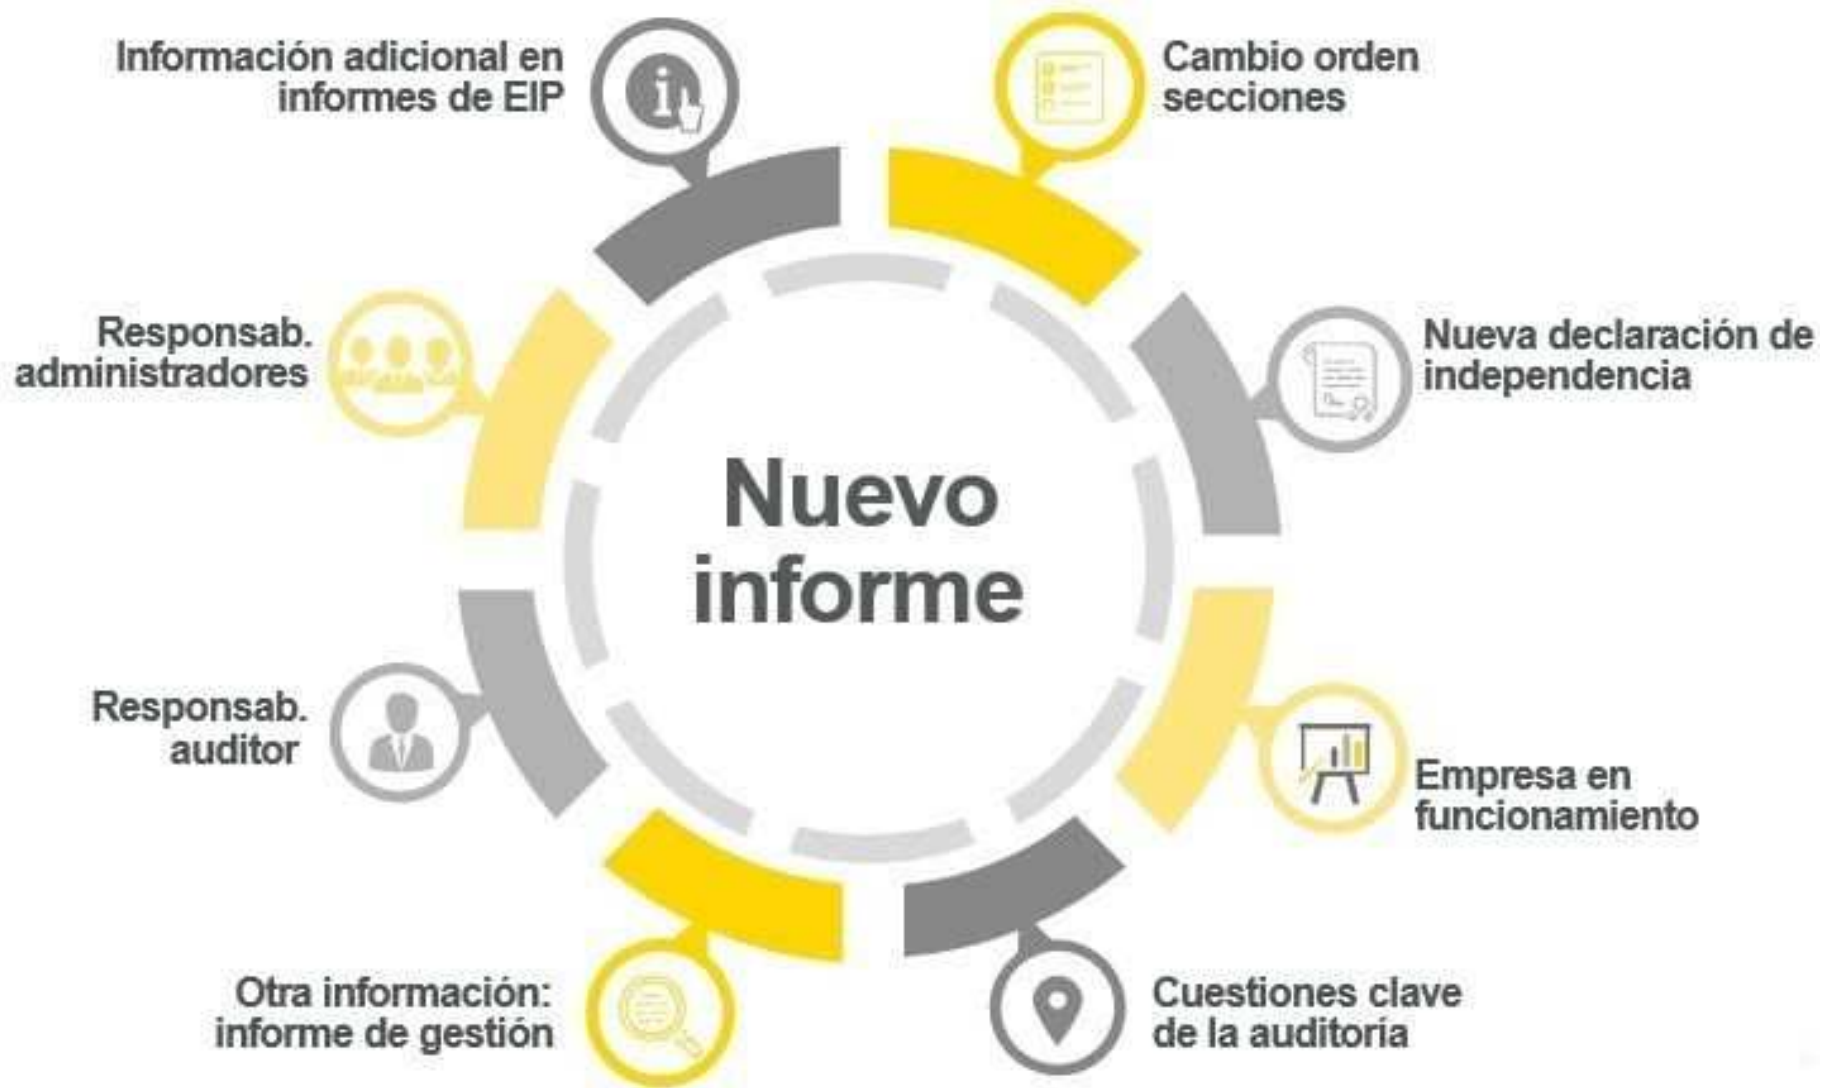 Información adicional en
informes de EIP
Cambio orden
secciones
Responsab.
administradores
Nueva declaración de
independencia
Nuevo
informe
Responsab.
auditor
Empresa en
funcionamiento
Otra información:
informe de gestión
Cuestiones clave
de la auditoría